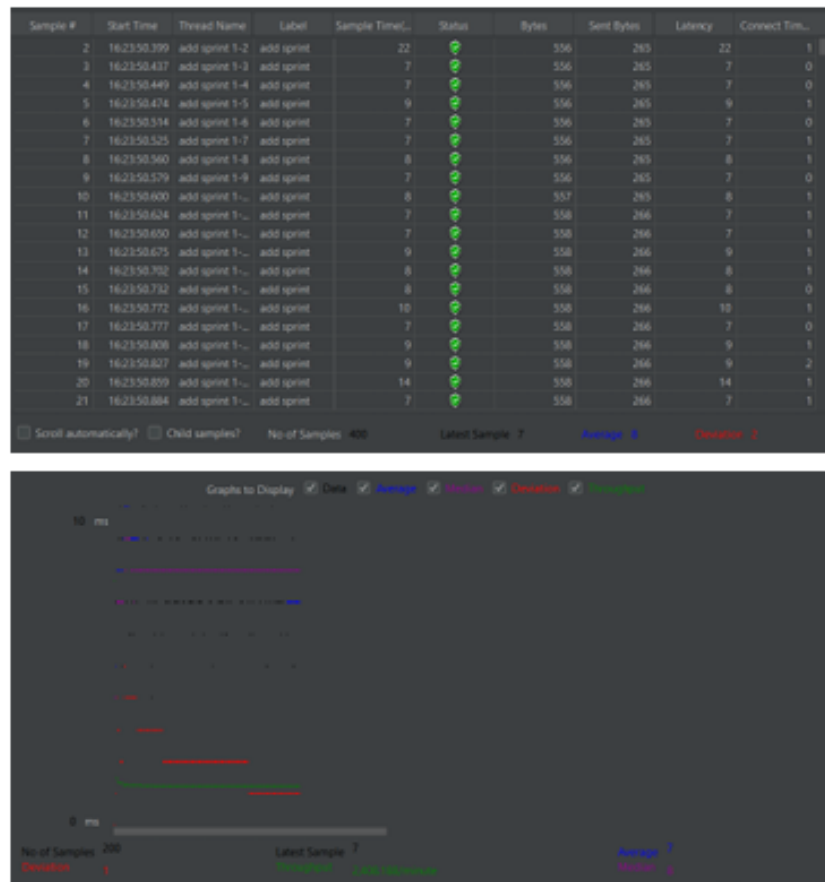 Sample # Start Time Thread Name Label Sample Time(... Status Bytes Sent Bytes Latency Connect Tim...
2 16:23:50.399 add sprint 1-2 add sprint 22 556 265 22 1
3 16:23:50.437 add sprint 1-3 add sprint 7 556 265 7 0
4 16:23:50.449 add sprint 1-4 add sprint 7 556 265 7 0
5 16:23:50.474 add sprint 1-5 add sprint 9 556 265 9 1
6 16:23:50.514 add sprint 1-6 add sprint 7 556 265 7 0
7 16:23:50.525 add sprint 1-7 add sprint 7 556 265 7 1
8 16:23:50.560 add sprint 1-8 add sprint 8 556 265 8 1
9 16:23:50.579 add sprint 1-9 add sprint 7 556 265 7 0
10 16:23:50.600 add sprint 1-... add sprint 8 557 265 8 1
11 16:23:50.624 add sprint 1-... add sprint 7 558 266 7 1
12 16:23:50.650 add sprint 1-... add sprint 7 558 266 7 1
13 16:23:50.675 add sprint 1-... add sprint 9 558 266 9 1
14 16:23:50.702 add sprint 1-... add sprint 8 558 266 8 1
15 16:23:50.732 add sprint 1-... add sprint 8 558 266 8 0
16 16:23:50.772 add sprint 1-... add sprint 10 558 266 10 1
17 16:23:50.777 add sprint 1-... add sprint 7 558 266 7 0
18 16:23:50.808 add sprint 1-... add sprint 9 558 266 9 1
19 16:23:50.827 add sprint 1-... add sprint 9 558 266 9 2
20 16:23:50.859 add sprint 1-... add sprint 14 558 266 14 1
21 16:23:50.884 add sprint 1-... add sprint 7 558 266 7 1
Scroll automatically? Child samples? No of Samples 400 Latest Sample 7 Average 8 Deviation 2
Graphs to Display Data Average Median Deviation Throughput
10 ms
0 ms
No of Samples 200 Latest Sample 7 Average 7
Deviation 1 Throughput Median